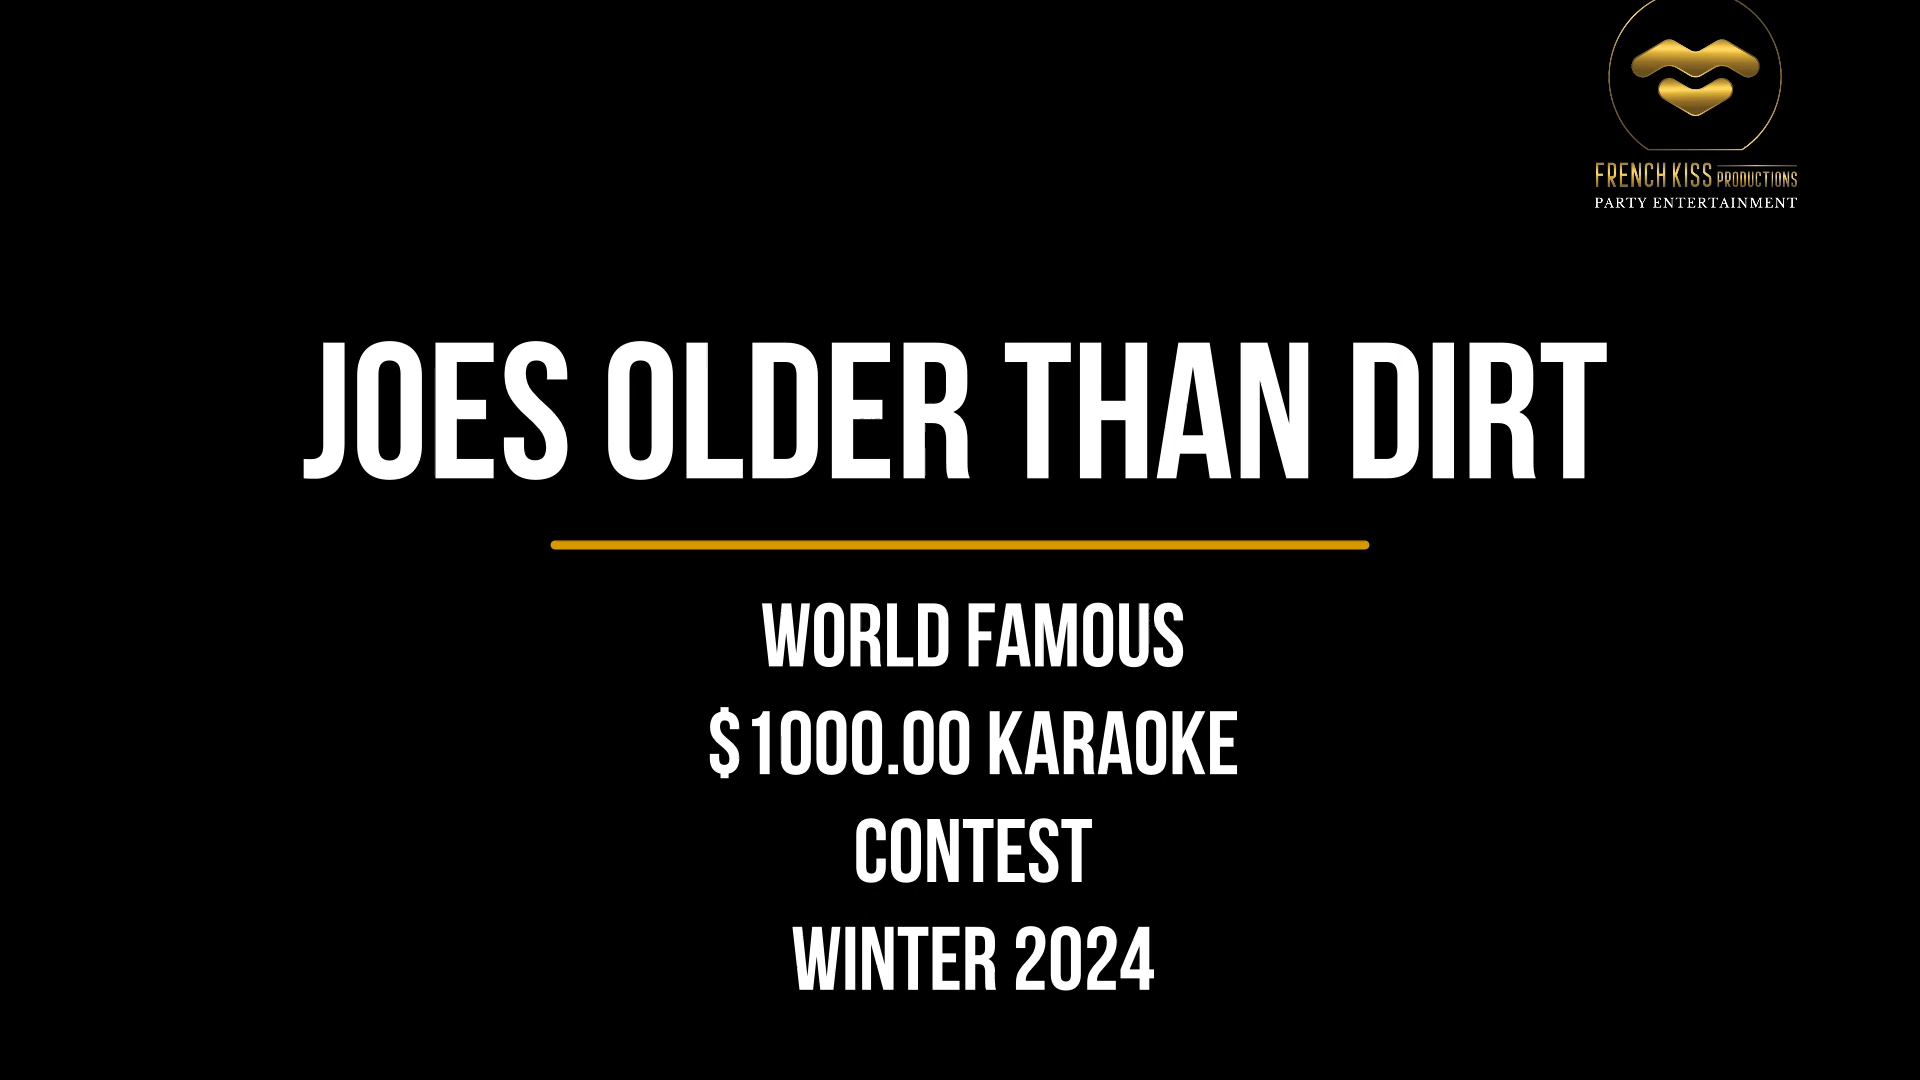 FRENCH KISS PRODUCTIONS
PARTY ENTERTAINMENT
JOES OLDER THAN DIRT
WORLD FAMOUS
$1000.00 KARAOKE
CONTEST
WINTER 2024